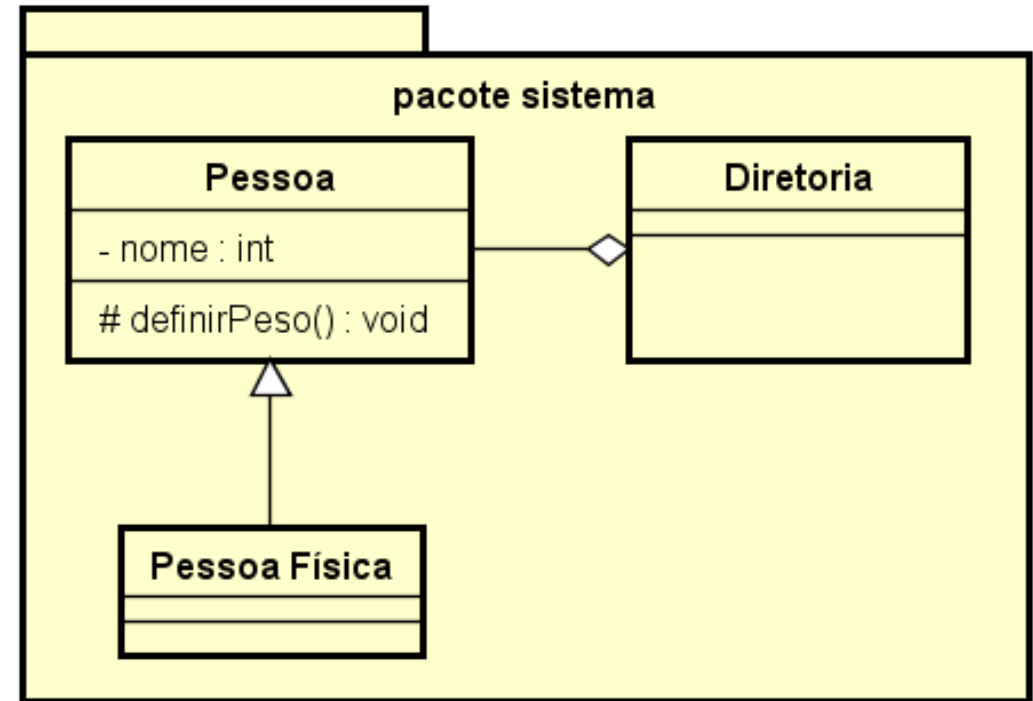 pacote sistema
Pessoa
- nome : int
# definirPeso() : void
Diretoria
Pessoa Física